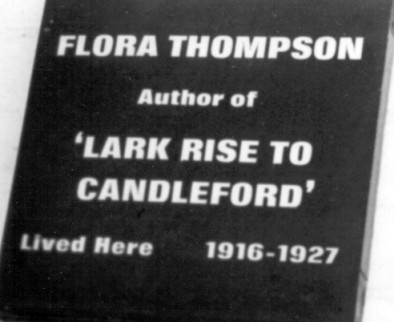 FLORA THOMPSON
Author of
'LARK RISE TO
CANDLEFORD'
Lived Here 1916-1927